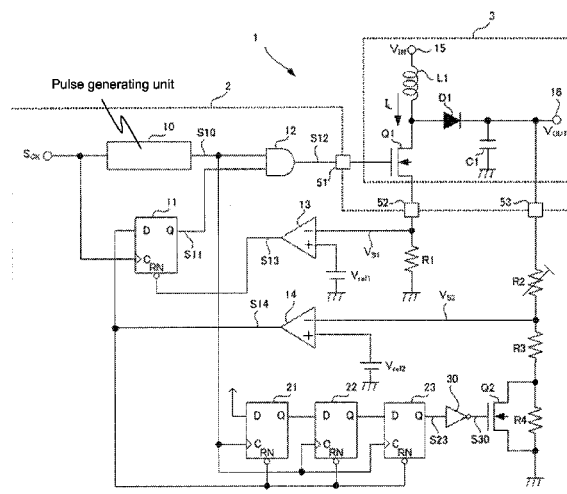 1
3
V_IN 15
L1
Pulse generating unit
2
I_L
D1
16
V_OUT
10
S10
12
S12
Q1
C1
S_CK
51
11
D Q
C
RN
S11
13
S13
52
53
V_S1
R1
V_ref1
R2
S14
14
V_S2
R3
V_ref2
21
22
23
30
Q2
D Q
D Q
D Q
S23
S30
R4
C
C
C
RN
RN
RN